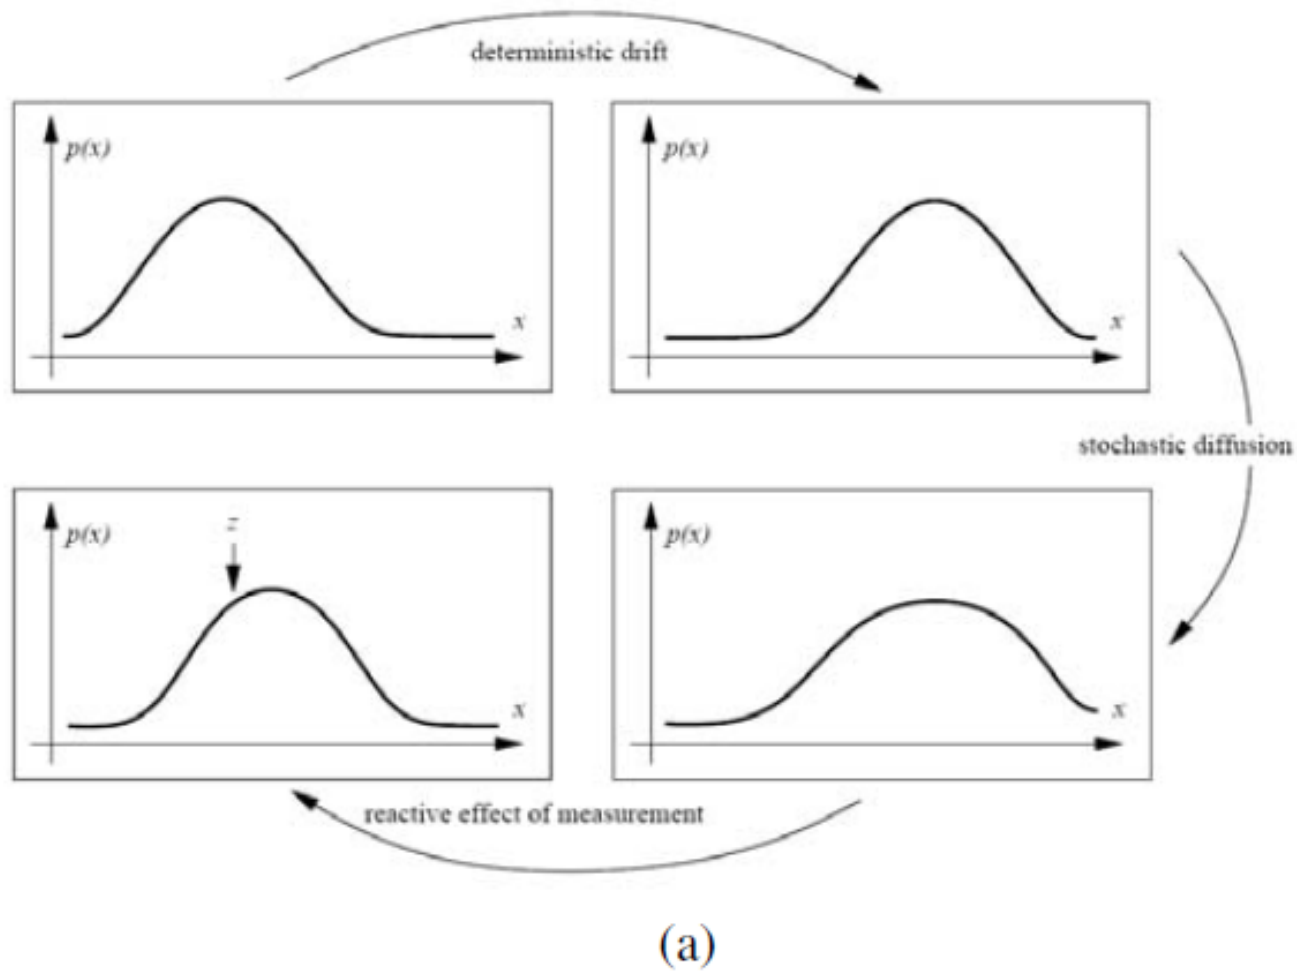 deterministic drift
p(x)
x
p(x)
x
stochastic diffusion
z
p(x)
x
p(x)
x
reactive effect of measurement
(a)